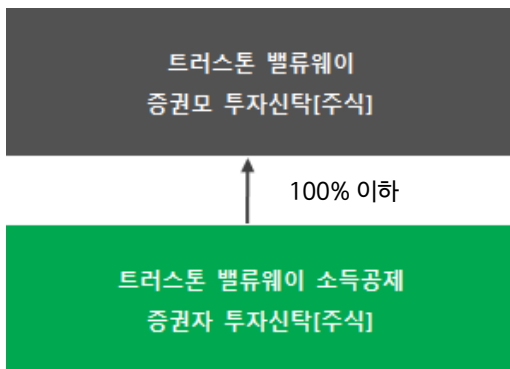 트러스톤 밸류웨이
증권모 투자신탁[주식]
100% 이하
트러스톤 밸류웨이 소득공제
증권자 투자신탁[주식]